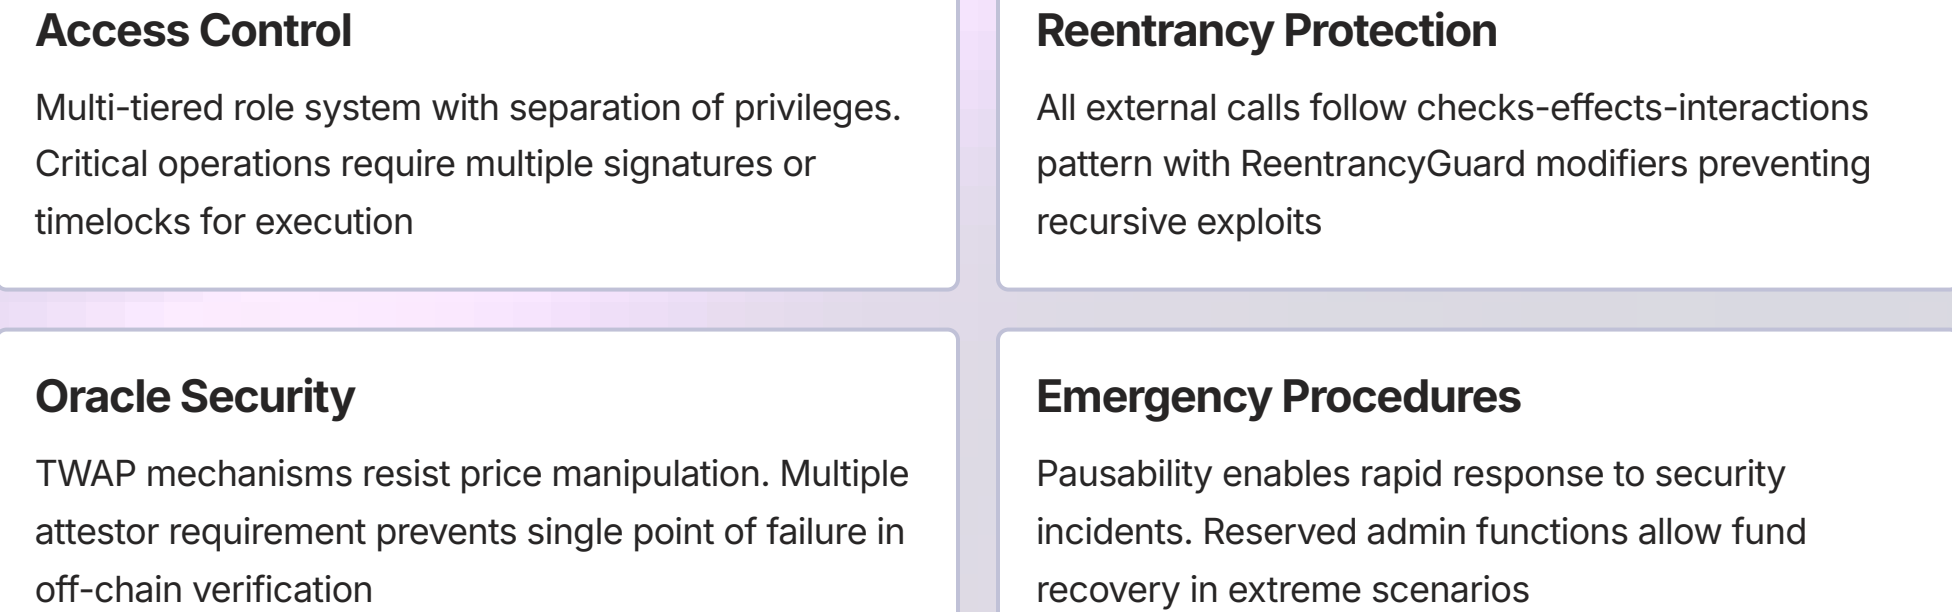 Access Control
Multi-tiered role system with separation of privileges.
Critical operations require multiple signatures or
timelocks for execution
Reentrancy Protection
All external calls follow checks-effects-interactions
pattern with ReentrancyGuard modifiers preventing
recursive exploits
Oracle Security
TWAP mechanisms resist price manipulation. Multiple
attestor requirement prevents single point of failure in
off-chain verification
Emergency Procedures
Pausability enables rapid response to security
incidents. Reserved admin functions allow fund
recovery in extreme scenarios